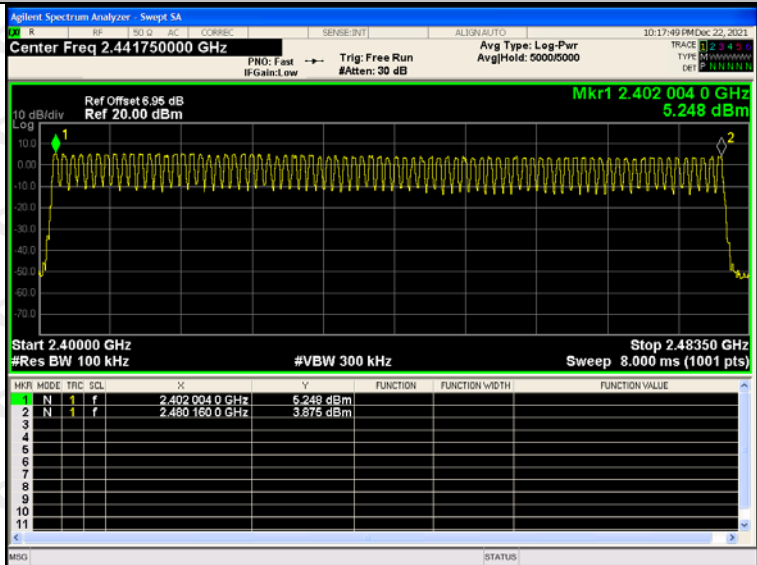 Agilent Spectrum Analyzer - Swept SA
LXI R RF 50 Ω AC CORREC SENSE:INT ALIGNAUTO 10:17:49 PM Dec 22, 2021
Center Freq 2.441750000 GHz
PNO: Fast
IFGain:Low
Trig: Free Run
#Atten: 30 dB
Avg Type: Log-Pwr
Avg|Hold: 5000/5000
TRACE 1 2 3 4 5 6
TYPE M W W W W W
DET P N N N N N
Mkr1 2.402 004 0 GHz
5.248 dBm
Ref Offset 6.95 dB
10 dB/div Ref 20.00 dBm
Log
1
2
10.0
0.00
-10.0
-20.0
-30.0
-40.0
-50.0
-60.0
-70.0
Start 2.40000 GHz Stop 2.48350 GHz
#Res BW 100 kHz #VBW 300 kHz Sweep 8.000 ms (1001 pts)
MKR MODE TRC SCL X Y FUNCTION FUNCTION WIDTH FUNCTION VALUE
1 N 1 f 2.402 004 0 GHz 5.248 dBm
2 N 1 f 2.480 160 0 GHz 3.875 dBm
3
4
5
6
7
8
9
10
11
MSG STATUS